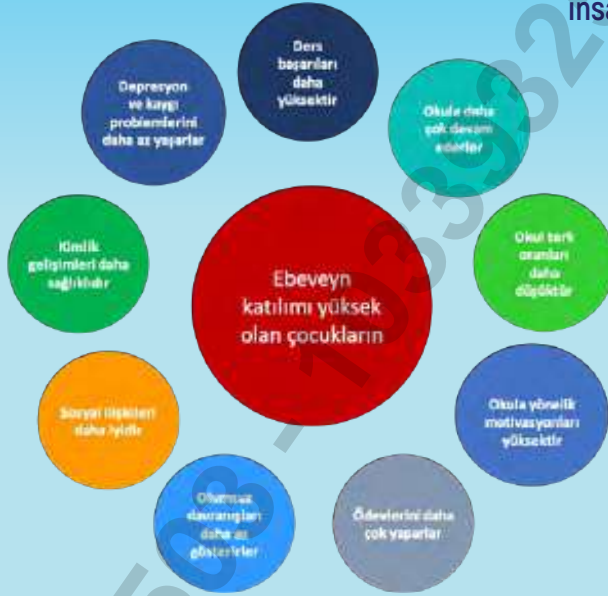 insa
Ders
başarıları
daha
yüksektir
Depresyon
ve kaygı
problemlerini
daha az yaşarlar
Okula daha
çok devam
ederler
Kimlik
gelişimleri daha
sağlıklıdır
Okul terk
oranları
daha
düşüktür
Ebeveyn
katılımı yüksek
olan çocukların
Sosyal ilişkileri
daha iyidir
Okula yönelik
motivasyonları
yüksektir
Olumsuz
davranışları
daha az
gösterirler
Ödevlerini daha
çok yaparlar